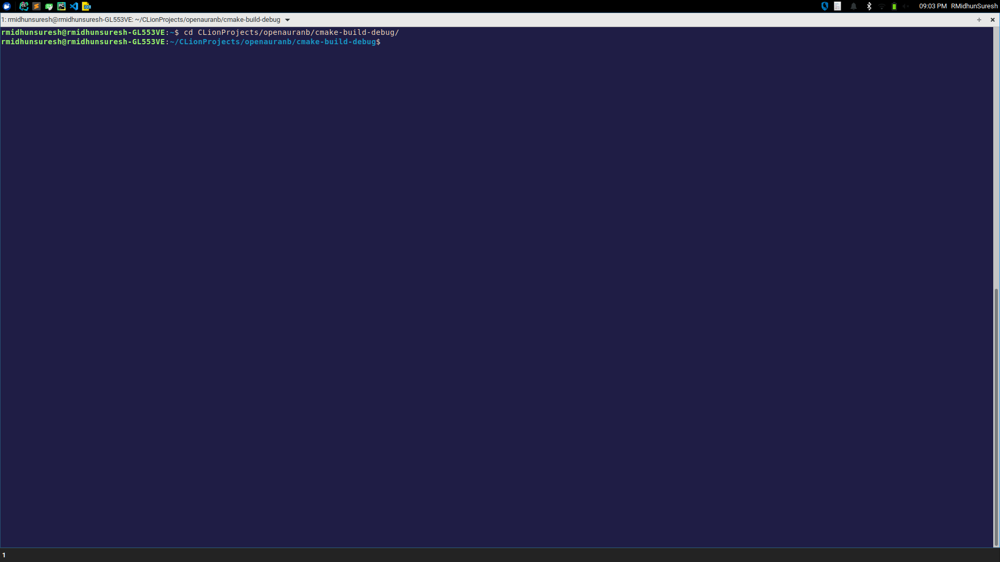 09:03 PM RMidhunSuresh
1: rmidhunsuresh@rmidhunsuresh-GL553VE: ~/CLionProjects/openauranb/cmake-build-debug
rmidhunsuresh@rmidhunsuresh-GL553VE:~$ cd CLionProjects/openauranb/cmake-build-debug/
rmidhunsuresh@rmidhunsuresh-GL553VE:~/CLionProjects/openauranb/cmake-build-debug$
1